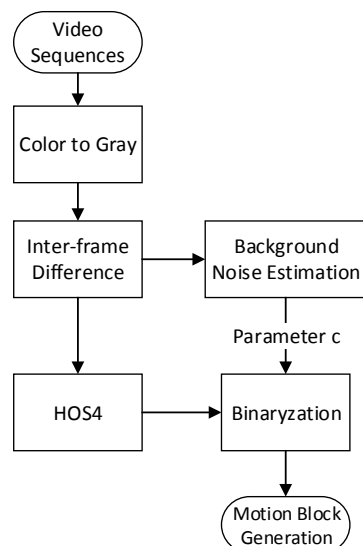 Video
Sequences
Color to Gray
Inter-frame
Difference
Background
Noise Estimation
Parameter c
HOS4
Binaryzation
Motion Block
Generation